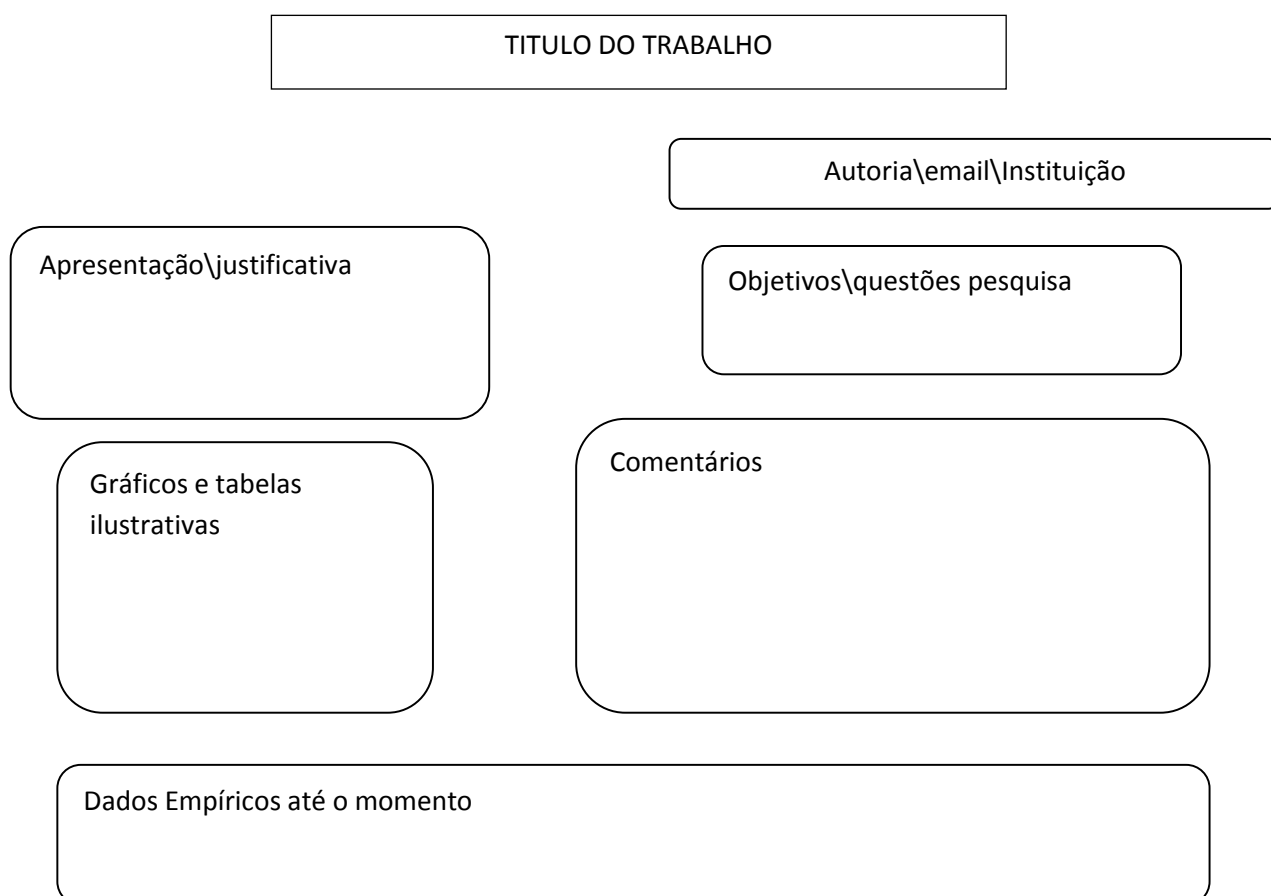 TITULO DO TRABALHO
Autoria\email\Instituição
Apresentação\justificativa
Objetivos\questões pesquisa
Gráficos e tabelas
ilustrativas
Comentários
Dados Empíricos até o momento